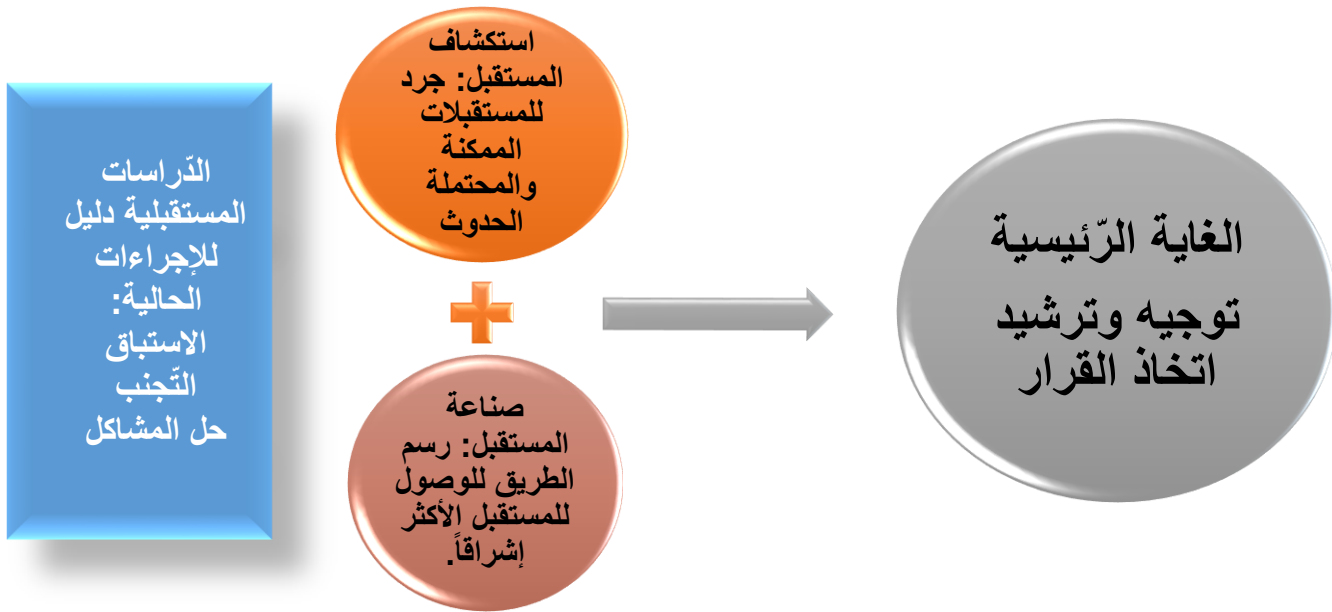 الدّراسات
المستقبلية دليل
للإجراءات
الحالية:
الاستباق
التّجنب
حل المشاكل
استكشاف
المستقبل: جرد
للمستقبلات
الممكنة
والمحتملة
الحدوث
صناعة
المستقبل: رسم
الطريق للوصول
للمستقبل الأكثر
إشراقاً.
الغاية الرّئيسية
توجيه وترشيد
اتخاذ القرار